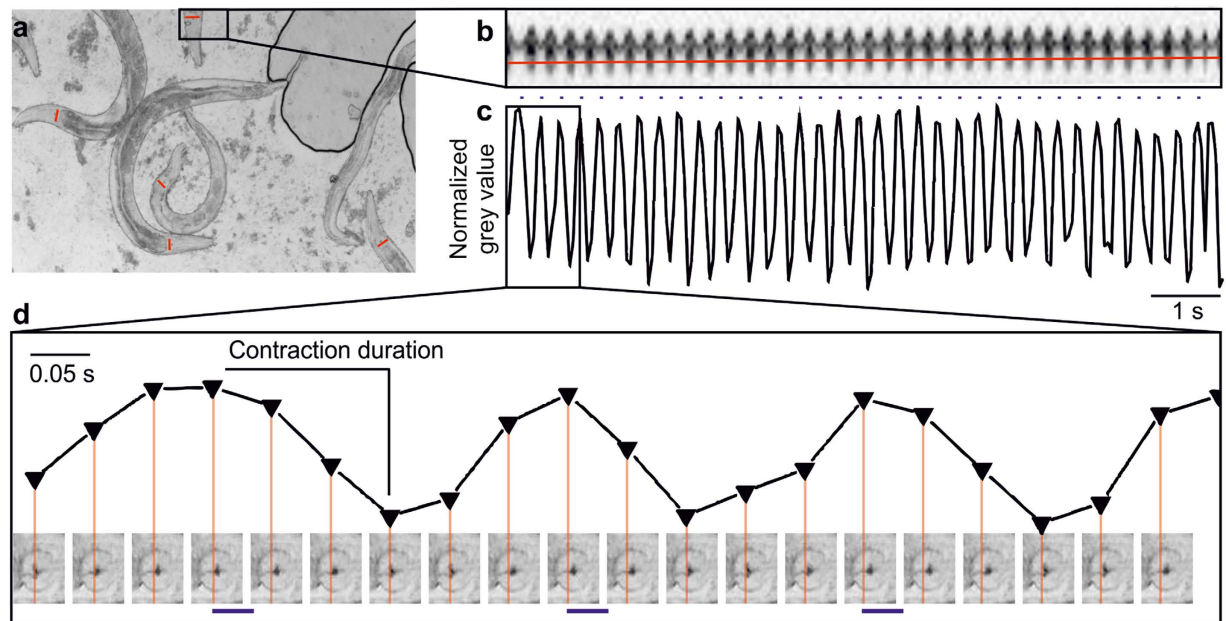 a
b
c
Normalized
grey value
1 s
d
Contraction duration
0.05 s